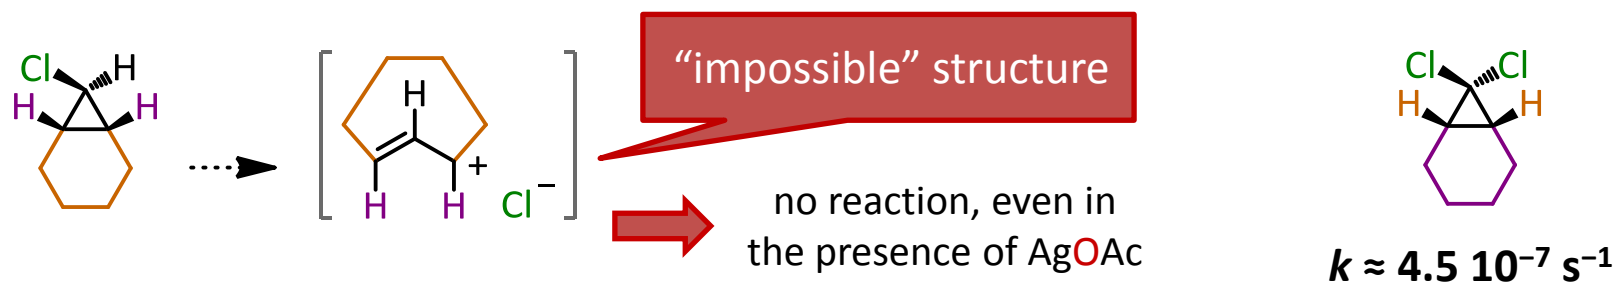 Cl H
H H
H
H H
+
Cl−
“impossible” structure
no reaction, even in
the presence of AgOAc
Cl Cl
H H
k ≈ 4.5 10−7 s−1